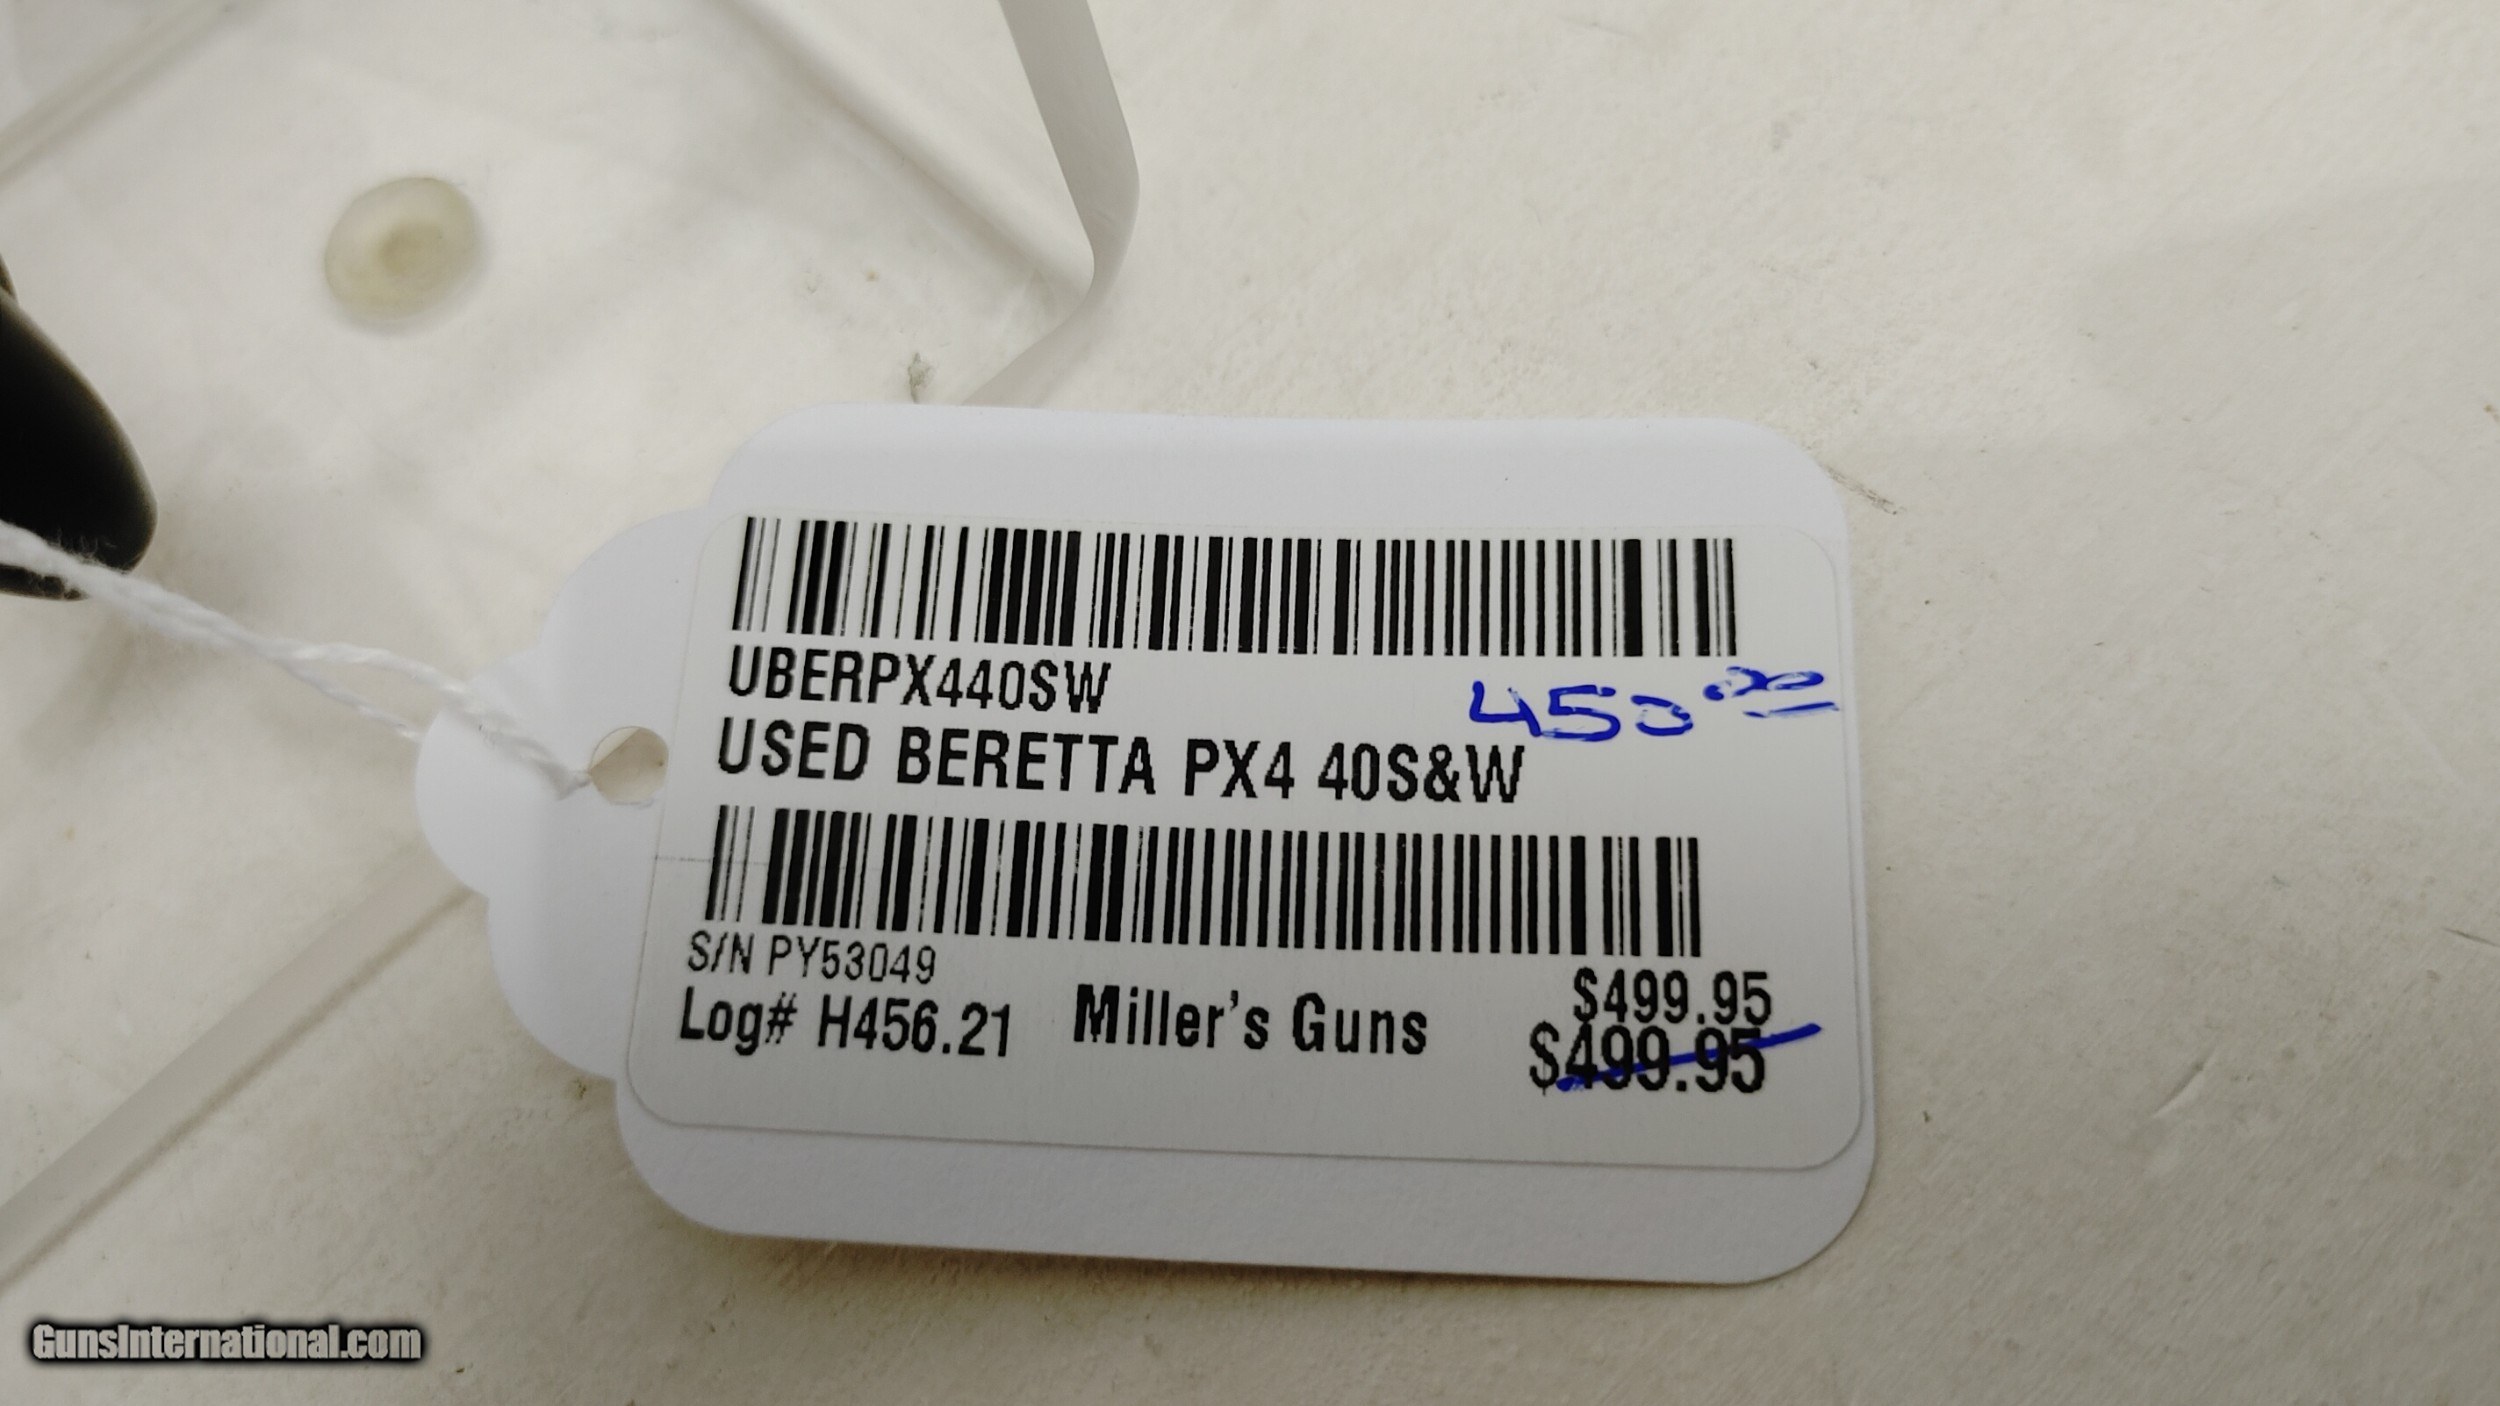 UBERPX440SW
450 00
USED BERETTA PX4 40S&W
S/N PY53049
$499.95
Log# H456.21 Miller's Guns
$499.95
GunsInternational.com